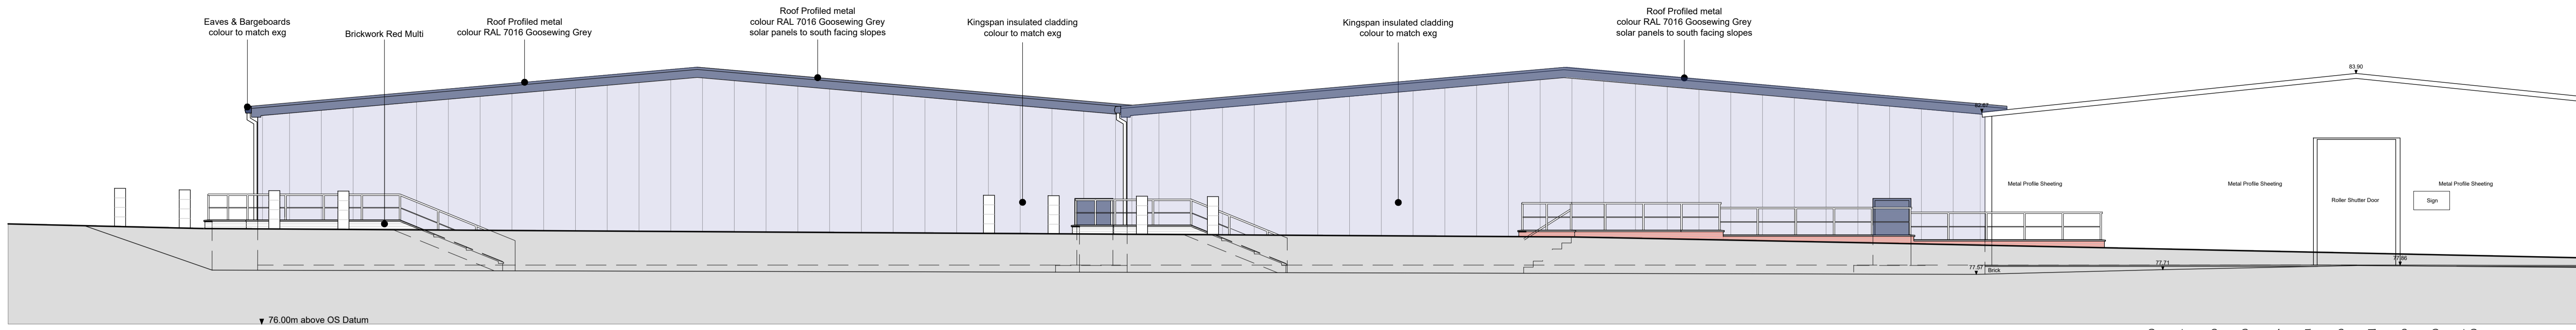 Eaves & Bargeboards
colour to match exg
Brickwork Red Multi
Roof Profiled metal
colour RAL 7016 Goosewing Grey
Roof Profiled metal
colour RAL 7016 Goosewing Grey
solar panels to south facing slopes
Kingspan insulated cladding
colour to match exg
Kingspan insulated cladding
colour to match exg
Roof Profiled metal
colour RAL 7016 Goosewing Grey
solar panels to south facing slopes
83.90
82.67
Metal Profile Sheeting
Metal Profile Sheeting
Metal Profile Sheeting
Roller Shutter Door
Sign
77.57
Brick
77.71
77.86
76.00m above OS Datum